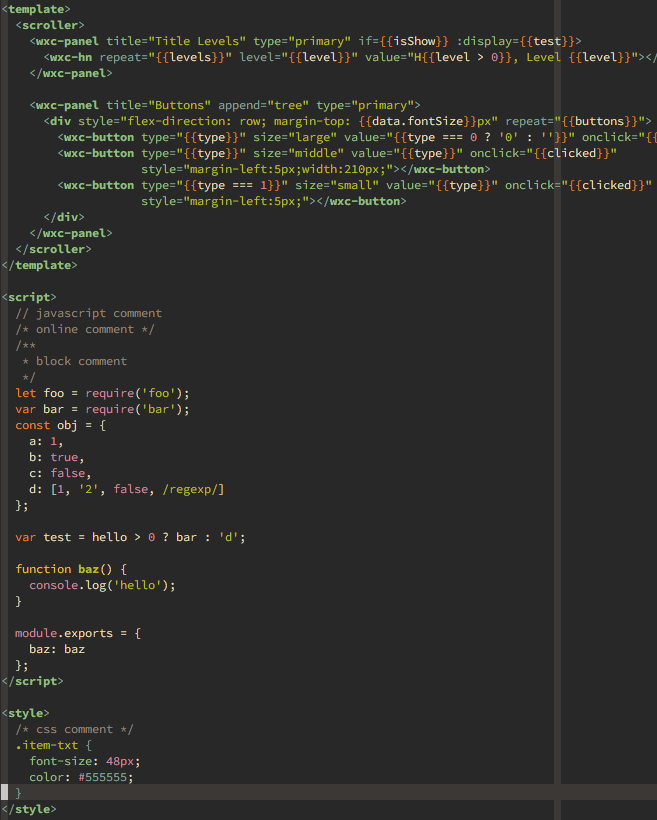 <template>
  <scroller>
    <wxc-panel title="Title Levels" type="primary" if={{isShow}} :display={{test}}>
      <wxc-hn repeat="{{levels}}" level="{{level}}" value="H{{level > 0}}, Level {{level}}"></
    </wxc-panel>

    <wxc-panel title="Buttons" append="tree" type="primary">
      <div style="flex-direction: row; margin-top: {{data.fontSize}}px" repeat="{{buttons}}">
        <wxc-button type="{{type}}" size="large" value="{{type === 0 ? '0' : ''}}" onclick="{{
        <wxc-button type="{{type}}" size="middle" value="{{type}}" onclick="{{clicked}}"
                    style="margin-left:5px;width:210px;"></wxc-button>
        <wxc-button type="{{type === 1}}" size="small" value="{{type}}" onclick="{{clicked}}"
                    style="margin-left:5px;"></wxc-button>
      </div>
    </wxc-panel>
  </scroller>
</template>

<script>
  // javascript comment
  /* online comment */
  /**
   * block comment
   */
  let foo = require('foo');
  var bar = require('bar');
  const obj = {
    a: 1,
    b: true,
    c: false,
    d: [1, '2', false, /regexp/]
  };

  var test = hello > 0 ? bar : 'd';

  function baz() {
    console.log('hello');
  }

  module.exports = {
    baz: baz
  };
</script>

<style>
  /* css comment */
  .item-txt {
    font-size: 48px;
    color: #555555;
  }
</style>